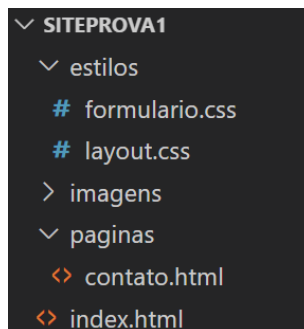 SITEPROVA1
estilos
# formulario.css
# layout.css
imagens
paginas
<> contato.html
<> index.html